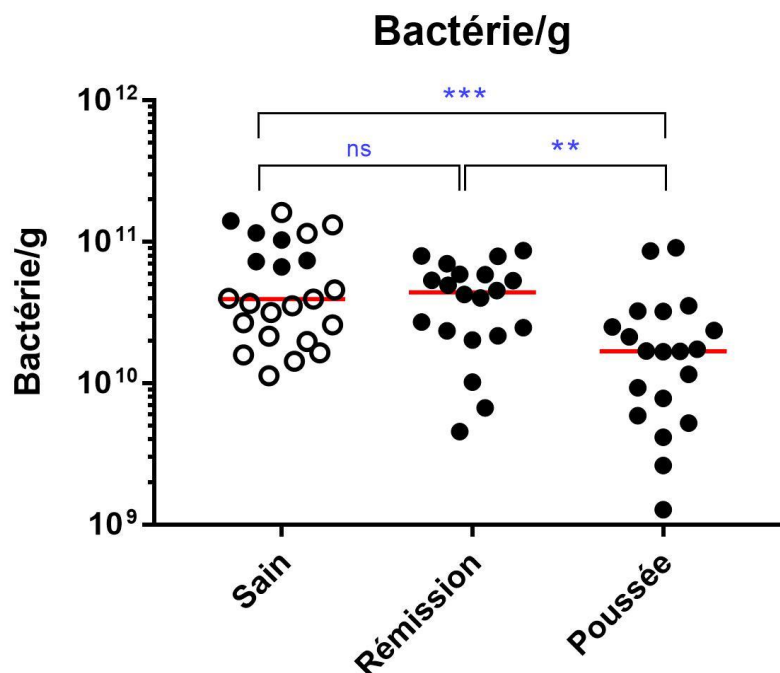 Bactérie/g
Bactérie/g
10¹²
10¹¹
10¹⁰
10⁹
***
ns
**
Sain
Rémission
Poussée